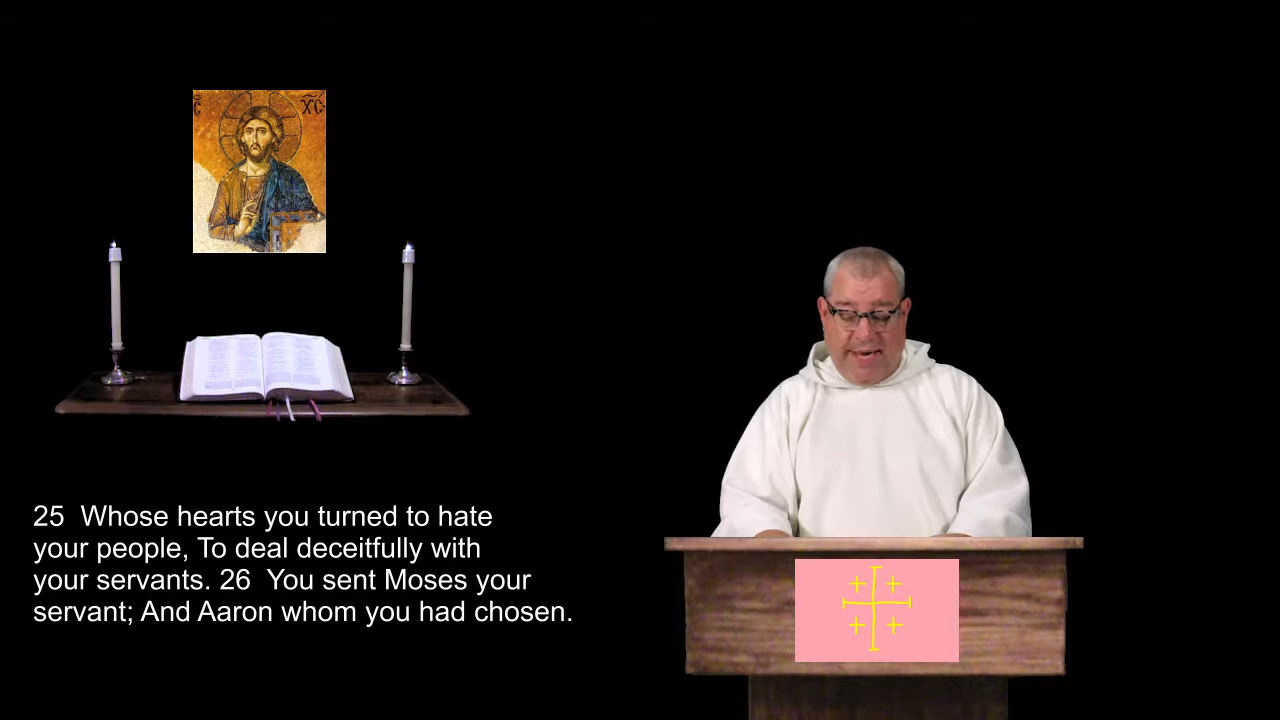 C
XC
25 Whose hearts you turned to hate
your people, To deal deceitfully with
your servants. 26 You sent Moses your
servant; And Aaron whom you had chosen.